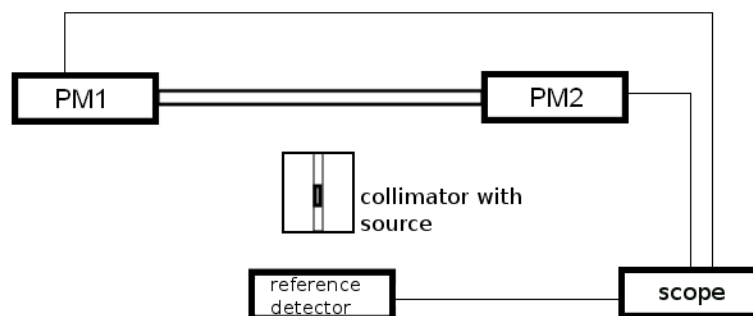 PM1
PM2
collimator with
source
reference
detector
scope